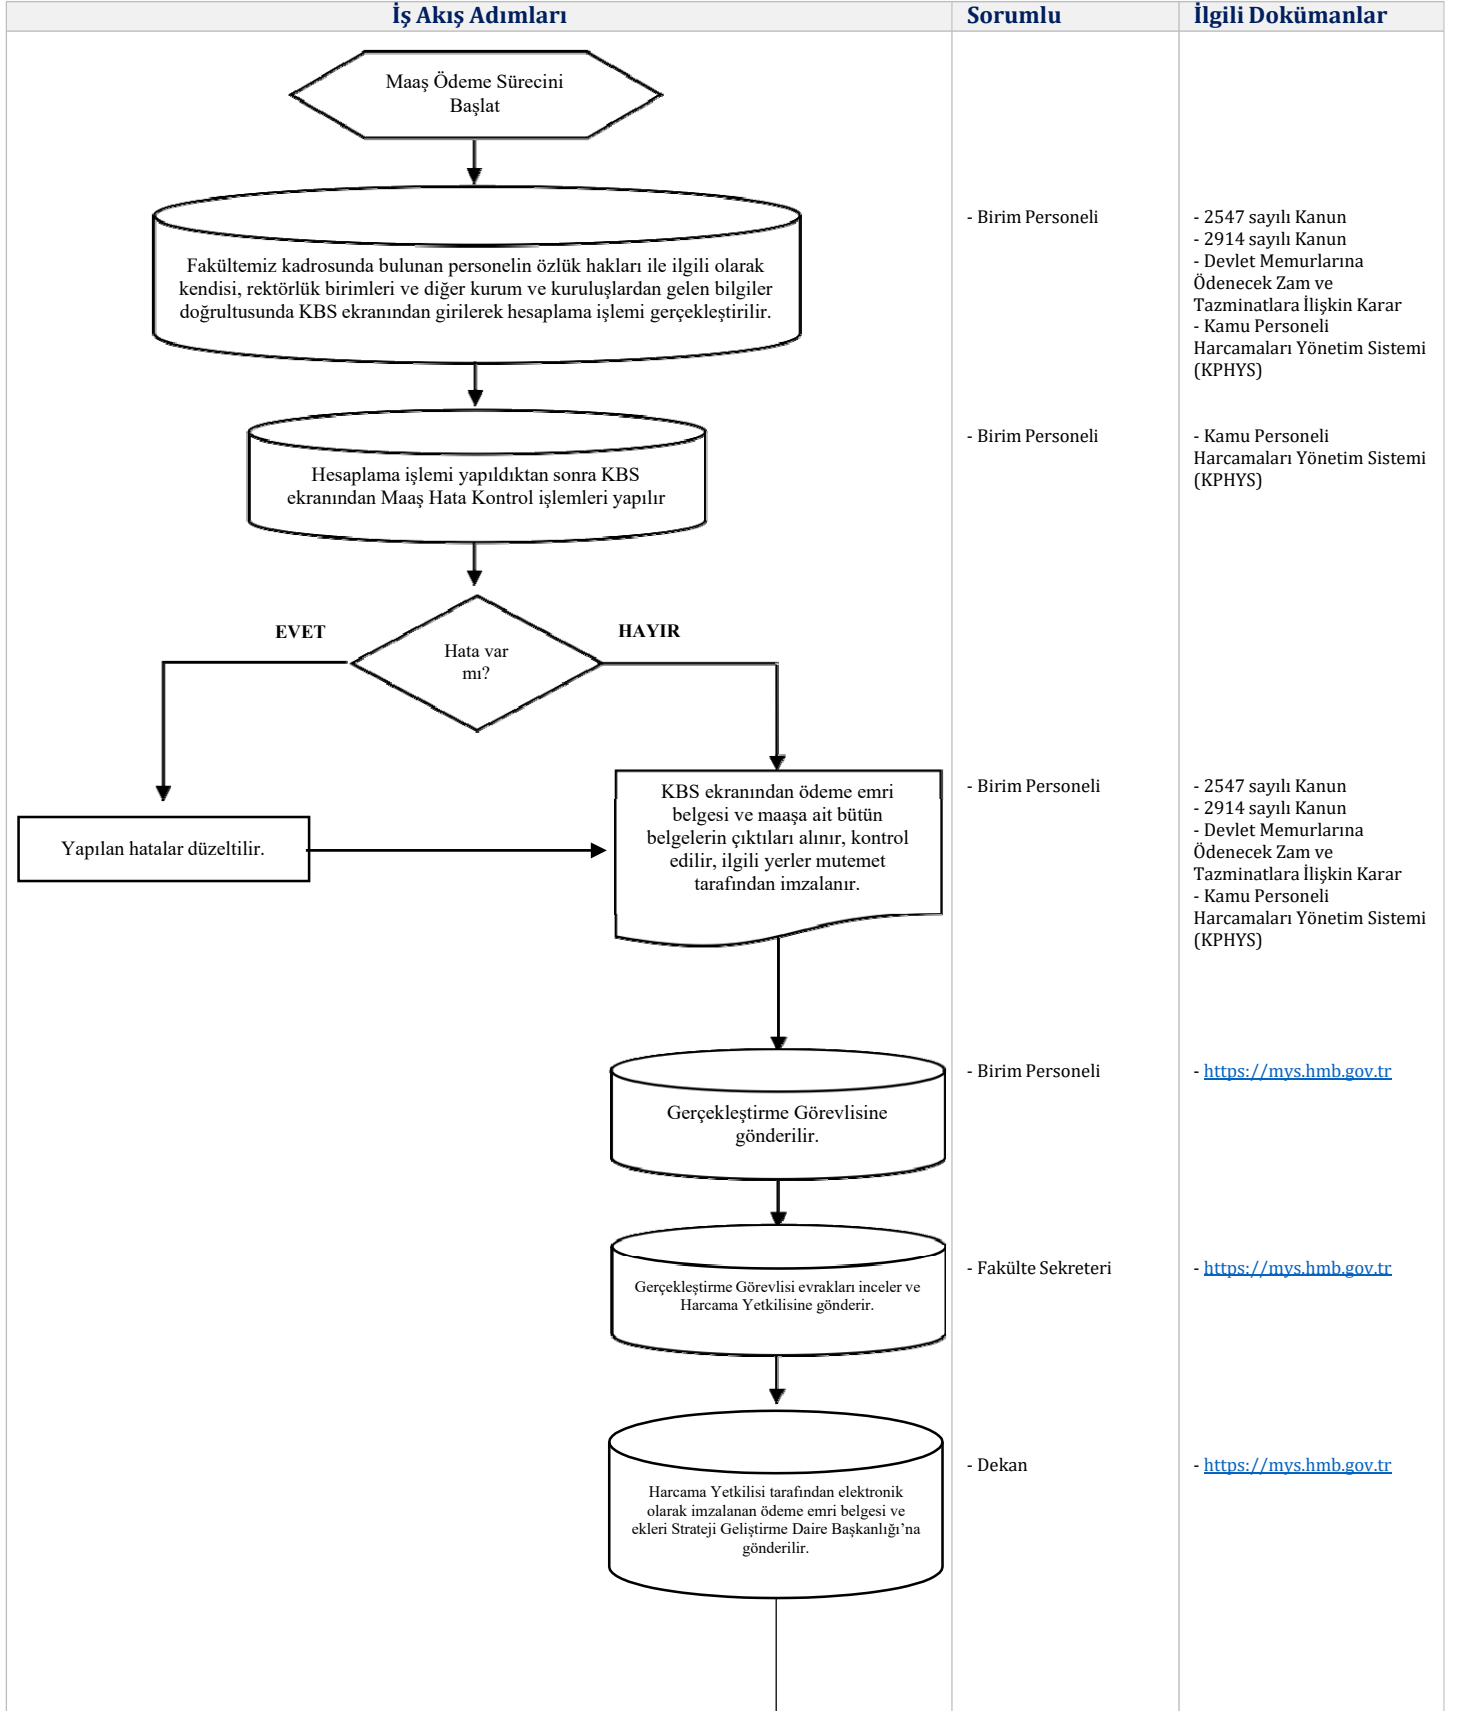 İş Akış Adımları
Sorumlu
İlgili Dokümanlar
Maaş Ödeme Sürecini
Başlat
Fakültemiz kadrosunda bulunan personelin özlük hakları ile ilgili olarak
kendisi, rektörlük birimleri ve diğer kurum ve kuruluşlardan gelen bilgiler
doğrultusunda KBS ekranından girilerek hesaplama işlemi gerçekleştirilir.
- Birim Personeli
- 2547 sayılı Kanun
- 2914 sayılı Kanun
- Devlet Memurlarına
Ödenecek Zam ve
Tazminatlara İlişkin Karar
- Kamu Personeli
Harcamaları Yönetim Sistemi
(KPHYS)
Hesaplama işlemi yapıldıktan sonra KBS
ekranından Maaş Hata Kontrol işlemleri yapılır
- Birim Personeli
- Kamu Personeli
Harcamaları Yönetim Sistemi
(KPHYS)
EVET
HAYIR
Hata var
mı?
Yapılan hatalar düzeltilir.
KBS ekranından ödeme emri
belgesi ve maaşa ait bütün
belgelerin çıktıları alınır, kontrol
edilir, ilgili yerler mutemet
tarafından imzalanır.
- Birim Personeli
- 2547 sayılı Kanun
- 2914 sayılı Kanun
- Devlet Memurlarına
Ödenecek Zam ve
Tazminatlara İlişkin Karar
- Kamu Personeli
Harcamaları Yönetim Sistemi
(KPHYS)
Gerçekleştirme Görevlisine
gönderilir.
- Birim Personeli
- https://mys.hmb.gov.tr
Gerçekleştirme Görevlisi evrakları inceler ve
Harcama Yetkilisine gönderir.
- Fakülte Sekreteri
- https://mys.hmb.gov.tr
Harcama Yetkilisi tarafından elektronik
olarak imzalanan ödeme emri belgesi ve
ekleri Strateji Geliştirme Daire Başkanlığı’na
gönderilir.
- Dekan
- https://mys.hmb.gov.tr